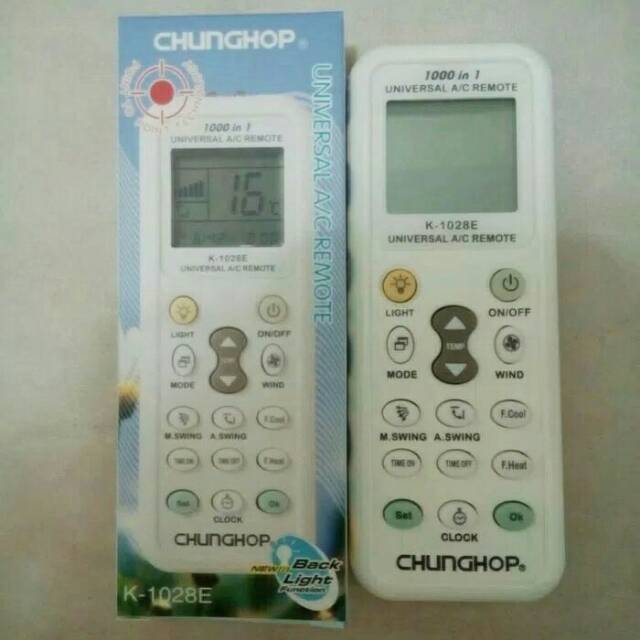 CHUNGHOP®
UNIVERSAL A/C REMOTE
1000 in 1
UNIVERSAL A/C REMOTE
16°C
K-1028E
UNIVERSAL A/C REMOTE
LIGHT
ON/OFF
TEMP
MODE
WIND
F.Cool
M.SWING
A.SWING
TIME ON
TIME OFF
F.Heat
Set
Ok
CLOCK
CHUNGHOP
NEW
Back
Light
Function
K-1028E
1000 in 1
UNIVERSAL A/C REMOTE
K-1028E
UNIVERSAL A/C REMOTE
LIGHT
ON/OFF
TEMP
MODE
WIND
F.Cool
M.SWING
A.SWING
TIME ON
TIME OFF
F.Heat
Set
Ok
CLOCK
CHUNGHOP®